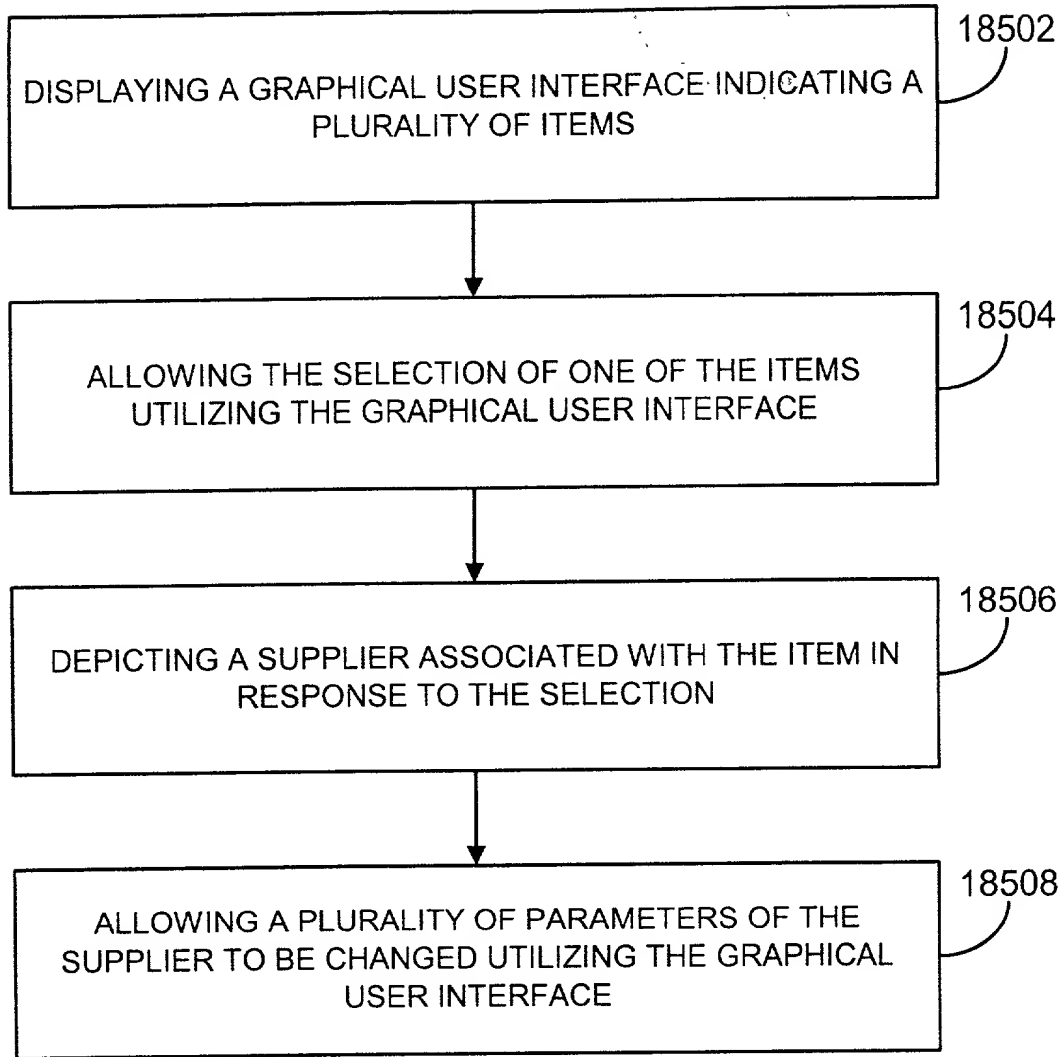 18502
DISPLAYING A GRAPHICAL USER INTERFACE INDICATING A
PLURALITY OF ITEMS
18504
ALLOWING THE SELECTION OF ONE OF THE ITEMS
UTILIZING THE GRAPHICAL USER INTERFACE
18506
DEPICTING A SUPPLIER ASSOCIATED WITH THE ITEM IN
RESPONSE TO THE SELECTION
18508
ALLOWING A PLURALITY OF PARAMETERS OF THE
SUPPLIER TO BE CHANGED UTILIZING THE GRAPHICAL
USER INTERFACE